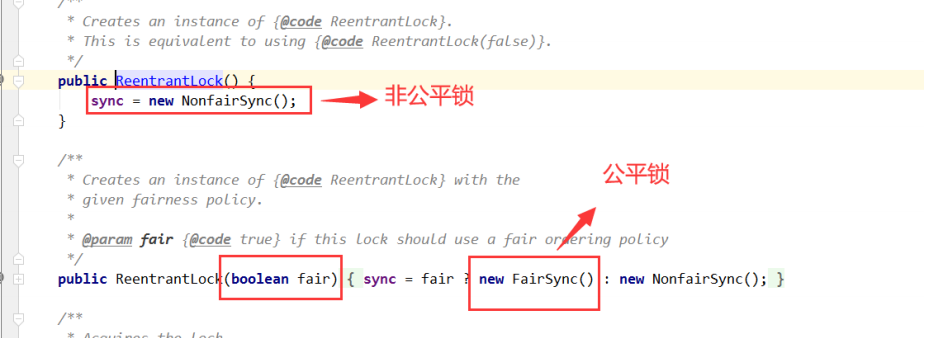 /**
* Creates an instance of {@code ReentrantLock}.
* This is equivalent to using {@code ReentrantLock(false)}.
*/
public ReentrantLock() {
sync = new NonfairSync();
非公平锁
}
/**
公平锁
* Creates an instance of {@code ReentrantLock} with the
* given fairness policy.
*
* @param fair {@code true} if this lock should use a fair ordering policy
*/
public ReentrantLock(boolean fair) { sync = fair ? new FairSync() : new NonfairSync(); }
/**
* Acquires the lock